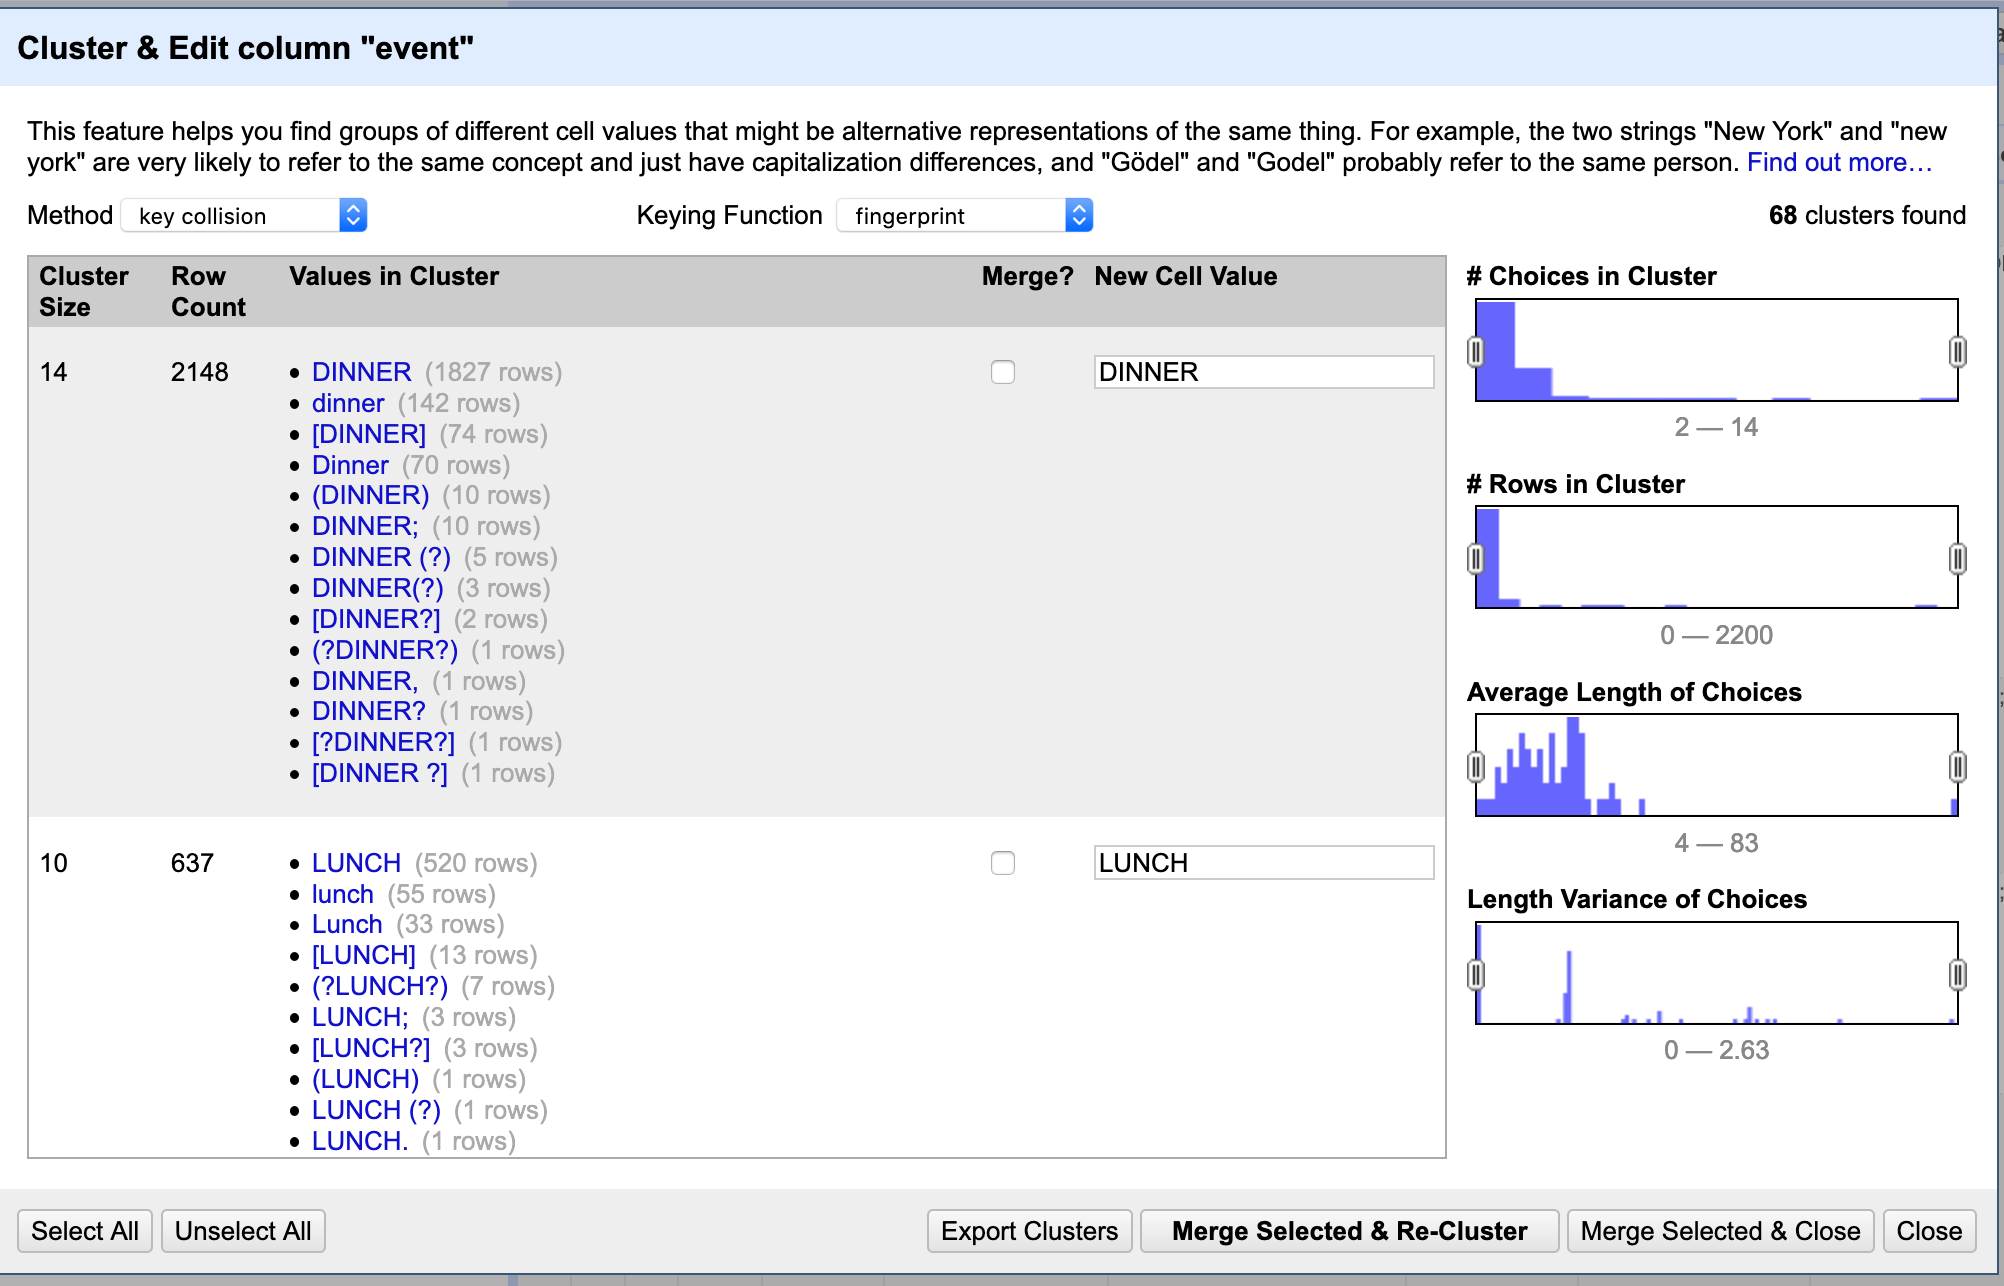 Cluster & Edit column "event"
This feature helps you find groups of different cell values that might be alternative representations of the same thing. For example, the two strings "New York" and "new
york" are very likely to refer to the same concept and just have capitalization differences, and "Gödel" and "Godel" probably refer to the same person. Find out more…
Method key collision Keying Function fingerprint 68 clusters found
Cluster Size Row Count Values in Cluster Merge? New Cell Value
14 2148 • DINNER (1827 rows) DINNER
• dinner (142 rows)
• [DINNER] (74 rows)
• Dinner (70 rows)
• (DINNER) (10 rows)
• DINNER; (10 rows)
• DINNER (?) (5 rows)
• DINNER(?) (3 rows)
• [DINNER?] (2 rows)
• (?DINNER?) (1 rows)
• DINNER, (1 rows)
• DINNER? (1 rows)
• [?DINNER?] (1 rows)
• [DINNER ?] (1 rows)
10 637 • LUNCH (520 rows) LUNCH
• lunch (55 rows)
• Lunch (33 rows)
• [LUNCH] (13 rows)
• (?LUNCH?) (7 rows)
• LUNCH; (3 rows)
• [LUNCH?] (3 rows)
• (LUNCH) (1 rows)
• LUNCH (?) (1 rows)
• LUNCH. (1 rows)
# Choices in Cluster
2 — 14
# Rows in Cluster
0 — 2200
Average Length of Choices
4 — 83
Length Variance of Choices
0 — 2.63
Select All Unselect All Export Clusters Merge Selected & Re-Cluster Merge Selected & Close Close